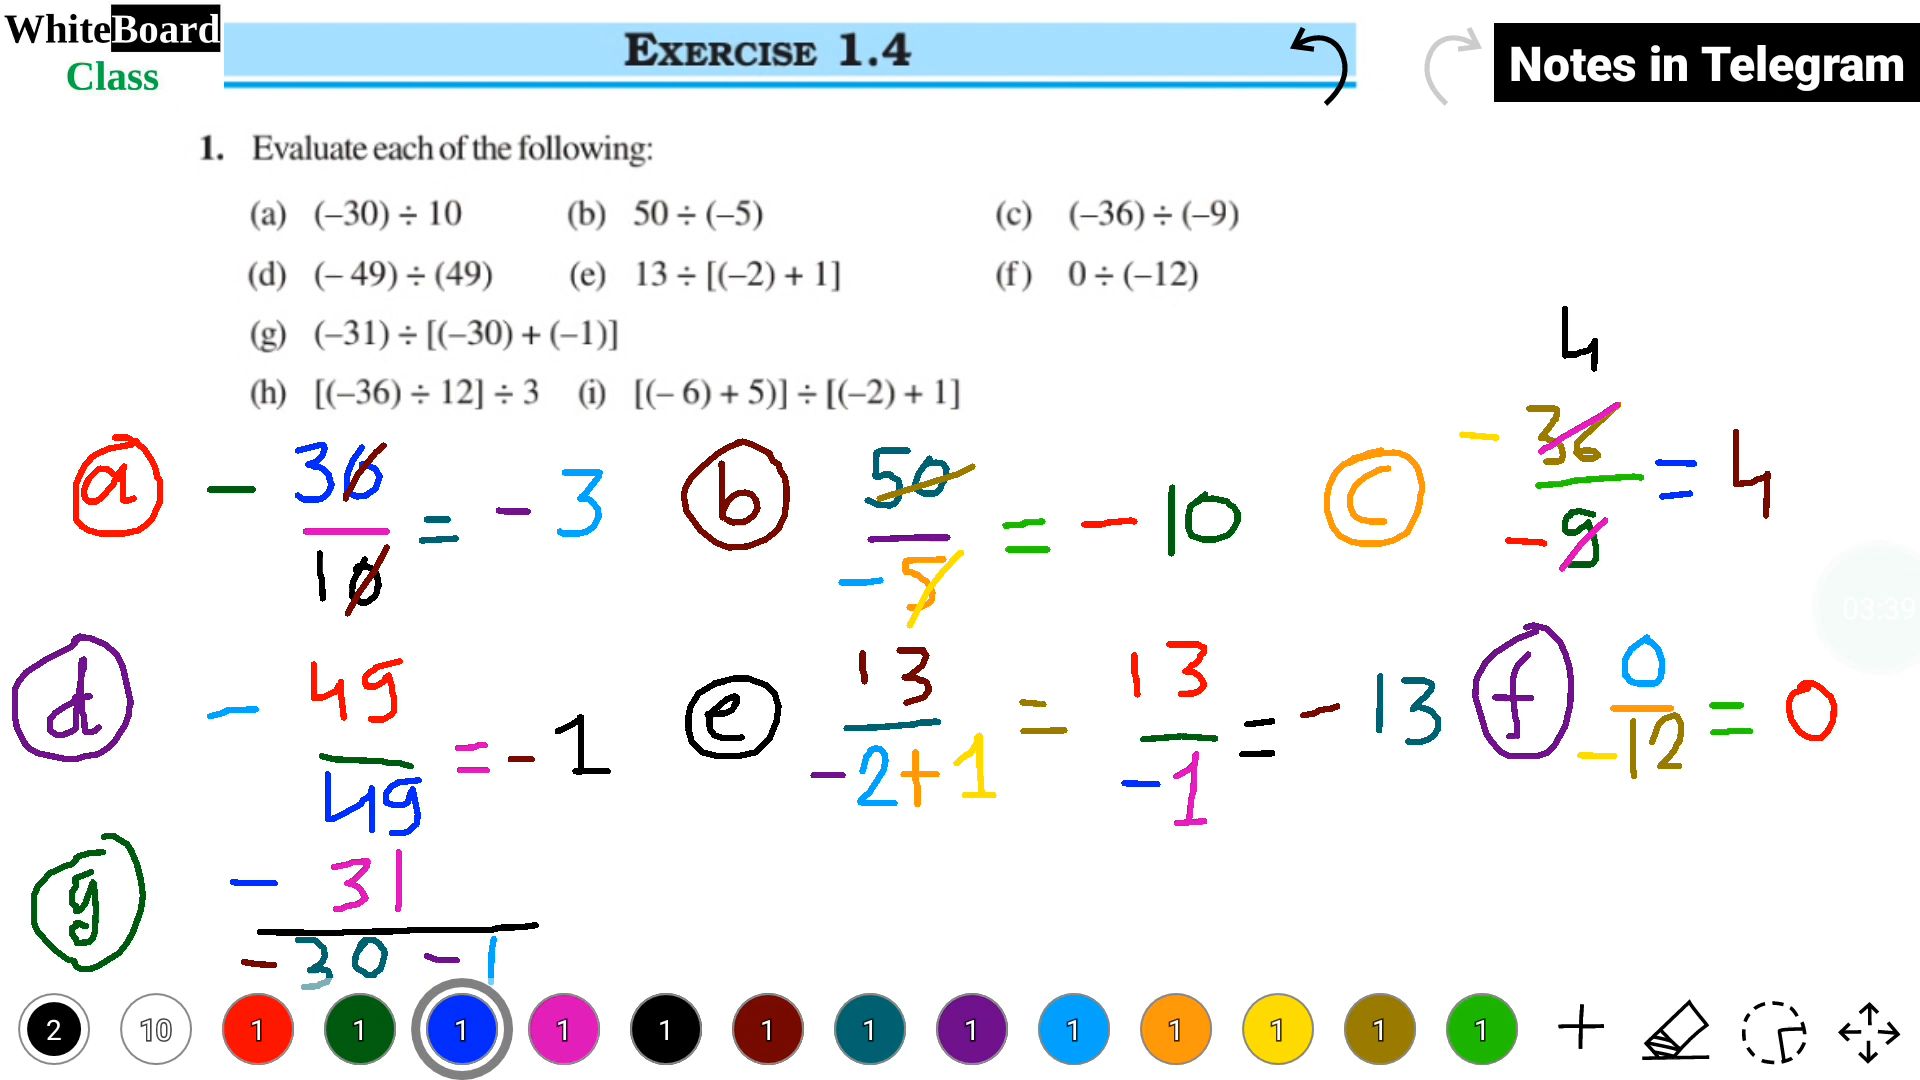 WhiteBoard
Class
EXERCISE 1.4
Notes in Telegram
1. Evaluate each of the following:
(a) (–30) ÷ 10 (b) 50 ÷ (–5) (c) (–36) ÷ (–9)
(d) (– 49) ÷ (49) (e) 13 ÷ [(–2) + 1] (f) 0 ÷ (–12)
(g) (–31) ÷ [(–30) + (–1)]
(h) [(–36) ÷ 12] ÷ 3 (i) [(– 6) + 5)] ÷ [(–2) + 1]
4
a - 30/10 = - 3 b 50/-5 = - 10 c - 36/-9 = 4
03:39
d - 49/49 = - 1 e 13/-2+1 = 13/-1 = - 13 f 0/-12 = 0
g - 31/-30 - 1
2 10 1 1 1 1 1 1 1 1 1 1 1 1 1